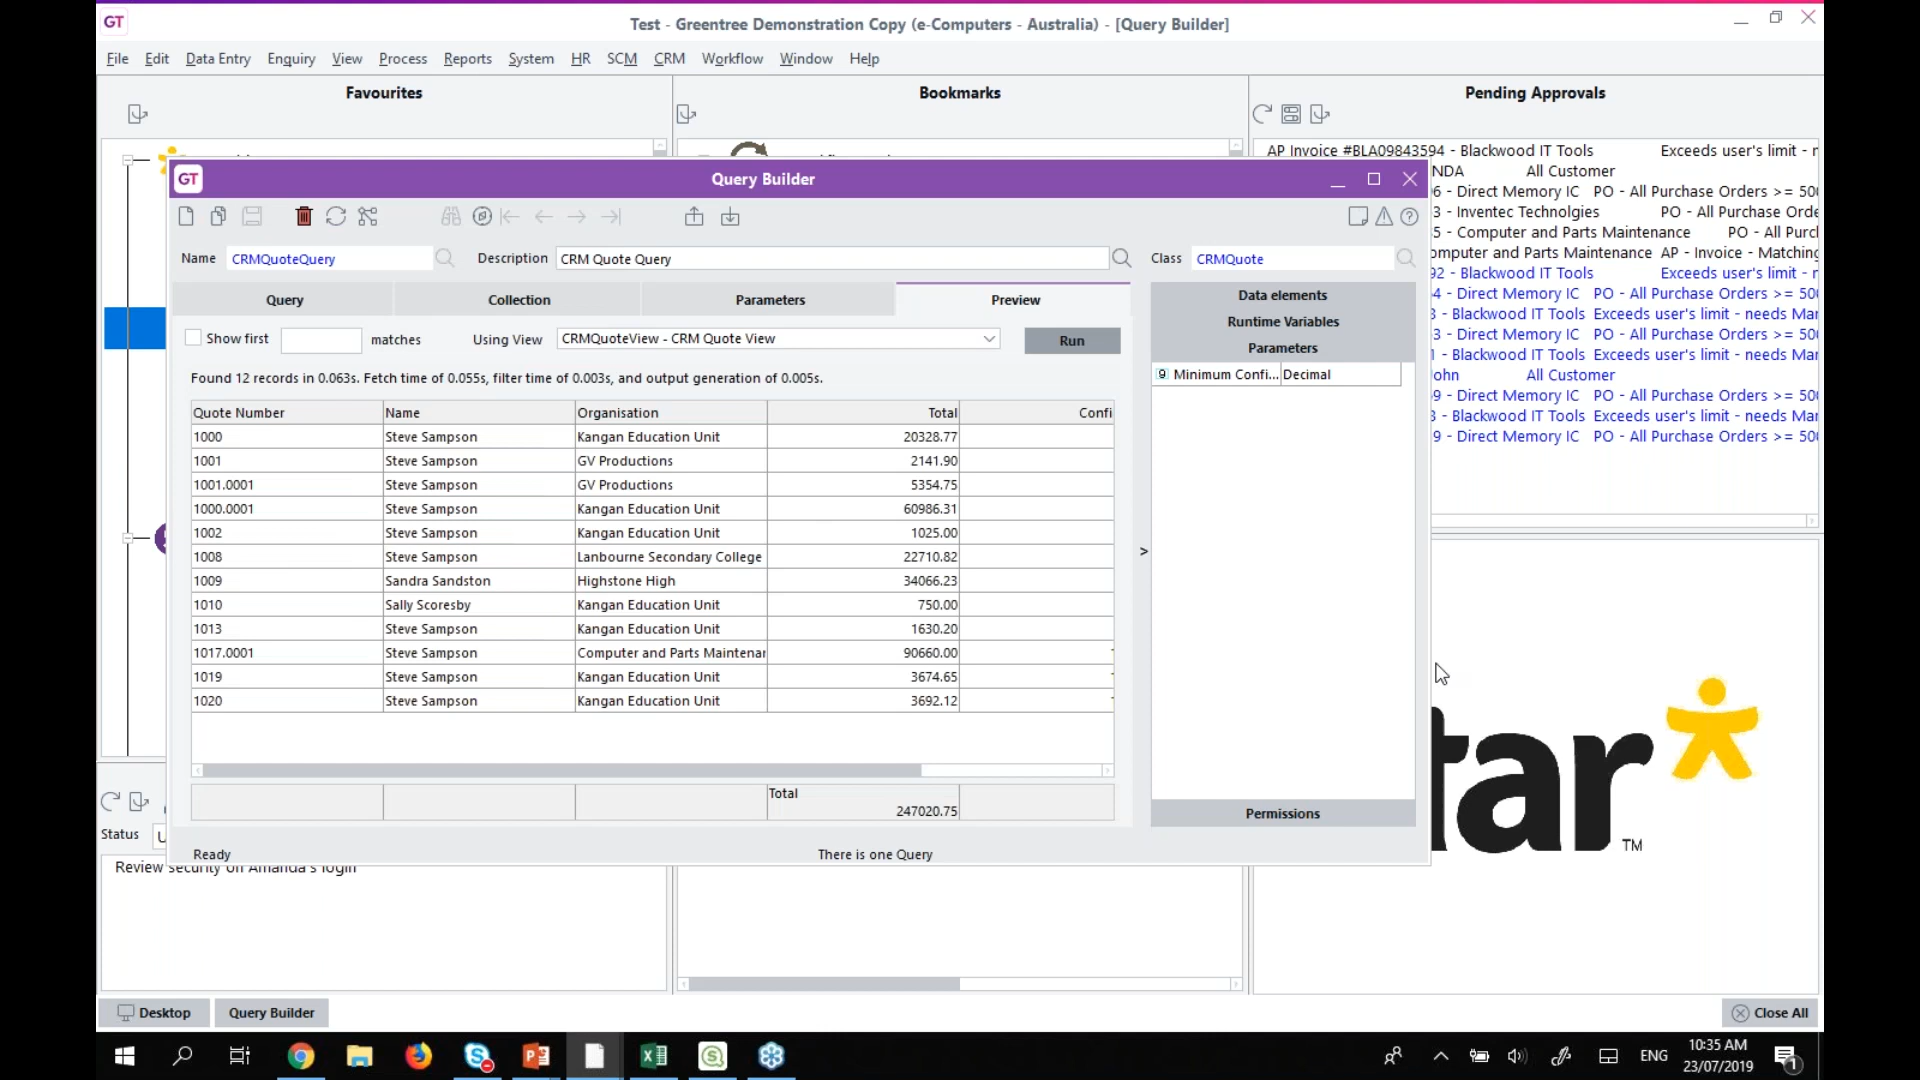 GT
Test - Greentree Demonstration Copy (e-Computers - Australia) - [Query Builder]
File Edit Data Entry Enquiry View Process Reports System HR SCM CRM Workflow Window Help
Favourites
Bookmarks
Pending Approvals
AP Invoice #BLA09843594 - Blackwood IT Tools Exceeds user's limit - r
NDA All Customer
6 - Direct Memory IC PO - All Purchase Orders >= 500
3 - Inventec Technolgies PO - All Purchase Orde
5 - Computer and Parts Maintenance PO - All Purcl
omputer and Parts Maintenance AP - Invoice - Matching
92 - Blackwood IT Tools Exceeds user's limit - r
4 - Direct Memory IC PO - All Purchase Orders >= 500
3 - Blackwood IT Tools Exceeds user's limit - needs Mar
3 - Direct Memory IC PO - All Purchase Orders >= 500
1 - Blackwood IT Tools Exceeds user's limit - needs Mar
ohn All Customer
9 - Direct Memory IC PO - All Purchase Orders >= 500
3 - Blackwood IT Tools Exceeds user's limit - needs Mar
9 - Direct Memory IC PO - All Purchase Orders >= 500
GT
Query Builder
Name CRMQuoteQuery Description CRM Quote Query Class CRMQuote
Query Collection Parameters Preview
Show first matches Using View CRMQuoteView - CRM Quote View Run
Found 12 records in 0.063s. Fetch time of 0.055s, filter time of 0.003s, and output generation of 0.005s.
Quote Number Name Organisation Total Confi
1000 Steve Sampson Kangan Education Unit 20328.77
1001 Steve Sampson GV Productions 2141.90
1001.0001 Steve Sampson GV Productions 5354.75
1000.0001 Steve Sampson Kangan Education Unit 60986.31
1002 Steve Sampson Kangan Education Unit 1025.00
1008 Steve Sampson Lanbourne Secondary College 22710.82
1009 Sandra Sandston Highstone High 34066.23
1010 Sally Scoresby Kangan Education Unit 750.00
1013 Steve Sampson Kangan Education Unit 1630.20
1017.0001 Steve Sampson Computer and Parts Maintenar 90660.00
1019 Steve Sampson Kangan Education Unit 3674.65
1020 Steve Sampson Kangan Education Unit 3692.12
Total
247020.75
Data elements
Runtime Variables
Parameters
Minimum Confi... Decimal
>
Permissions
Ready
There is one Query
Status U
Review security on Amanda's login
tar
TM
Desktop Query Builder Close All
ENG
10:35 AM
23/07/2019
1